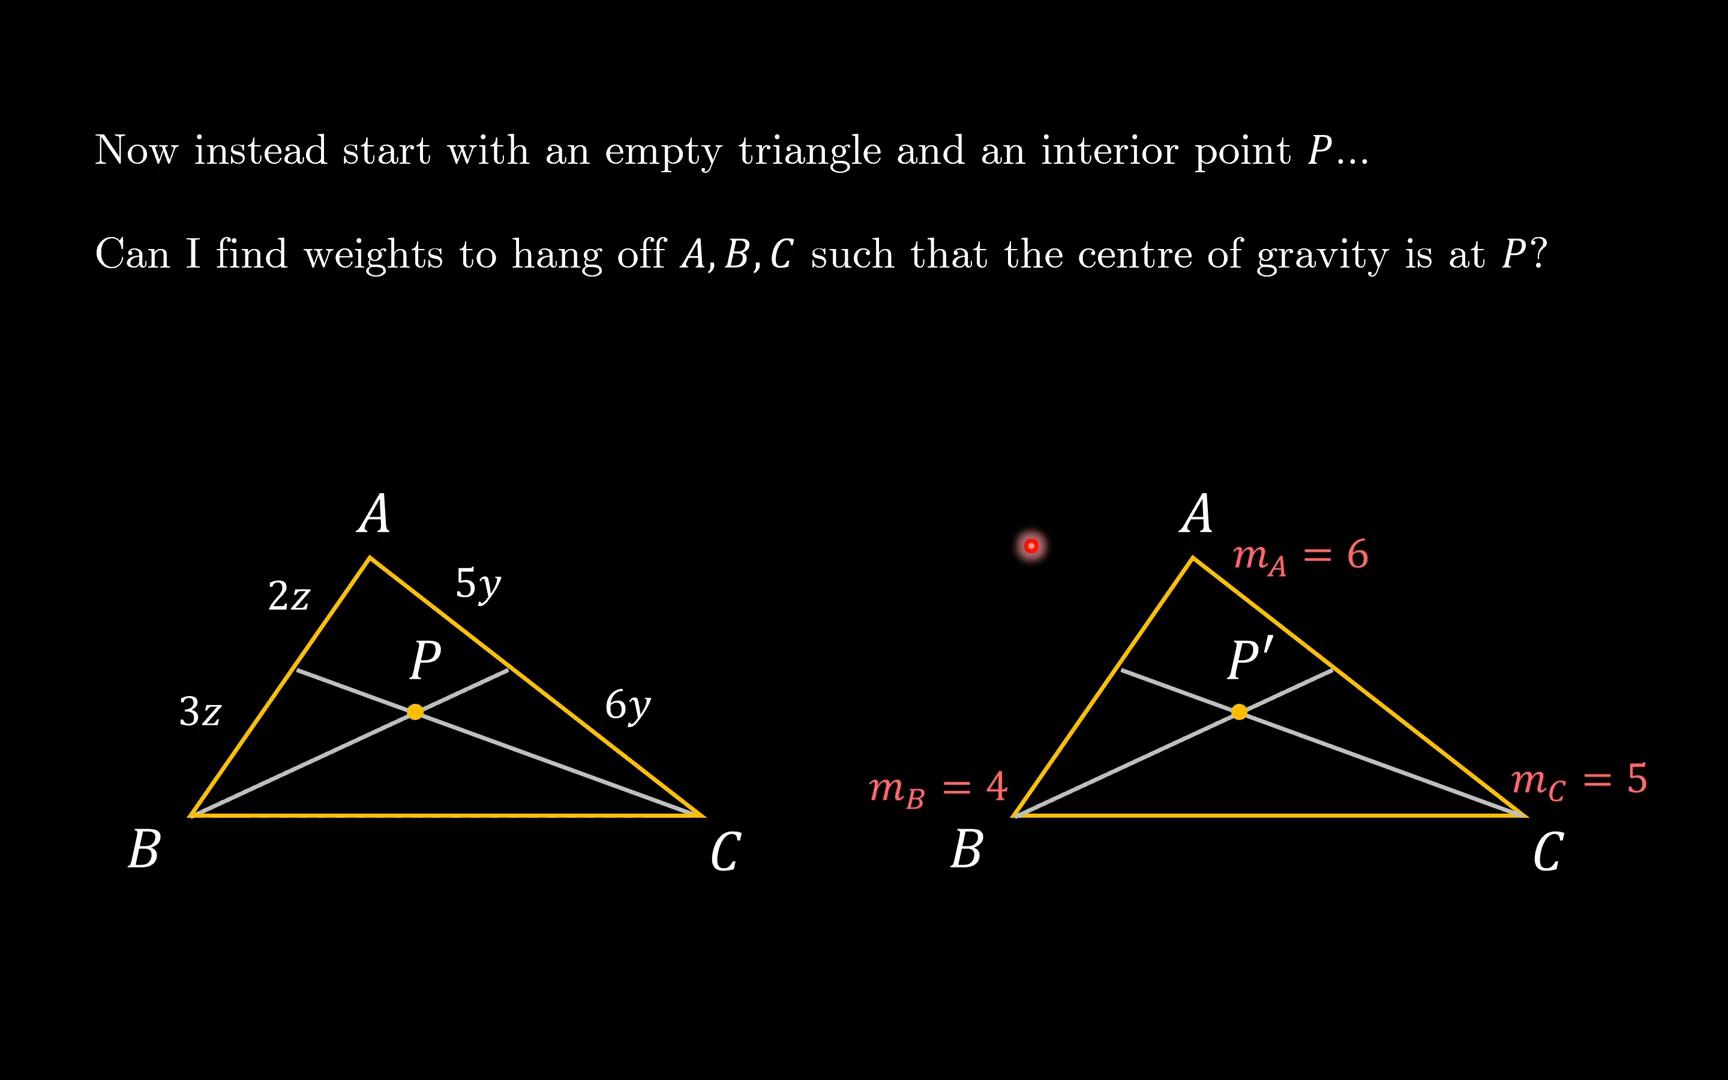 Now instead start with an empty triangle and an interior point P...
Can I find weights to hang off A, B, C such that the centre of gravity is at P?
A
2z
5y
P
3z
6y
B
C
A
m_A = 6
P′
m_B = 4
m_C = 5
B
C